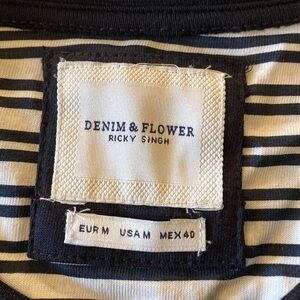 DENIM & FLOWER
RICKY SINGH
EUR M USA M MEX 40